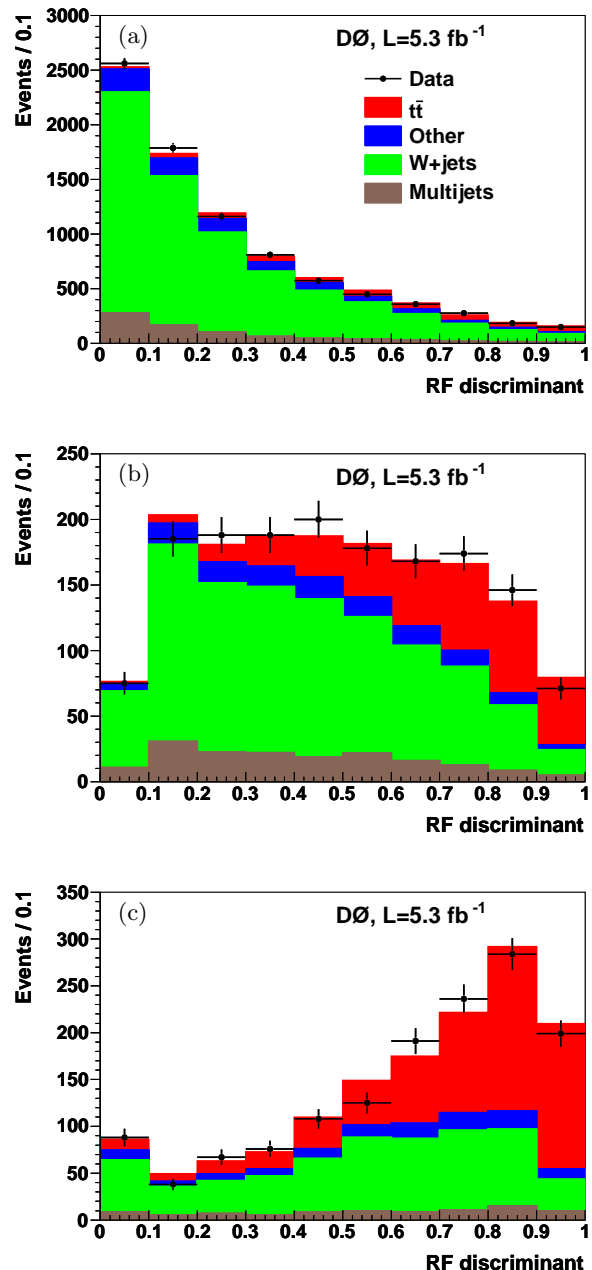 (a) DØ, L=5.3 fb⁻¹
Events / 0.1
3000
2500
2000
1500
1000
500
0
Data
tt̄
Other
W+jets
Multijets
0 0.1 0.2 0.3 0.4 0.5 0.6 0.7 0.8 0.9 1
RF discriminant
(b) DØ, L=5.3 fb⁻¹
Events / 0.1
250
200
150
100
50
0
0 0.1 0.2 0.3 0.4 0.5 0.6 0.7 0.8 0.9 1
RF discriminant
(c) DØ, L=5.3 fb⁻¹
Events / 0.1
350
300
250
200
150
100
50
0
0 0.1 0.2 0.3 0.4 0.5 0.6 0.7 0.8 0.9 1
RF discriminant